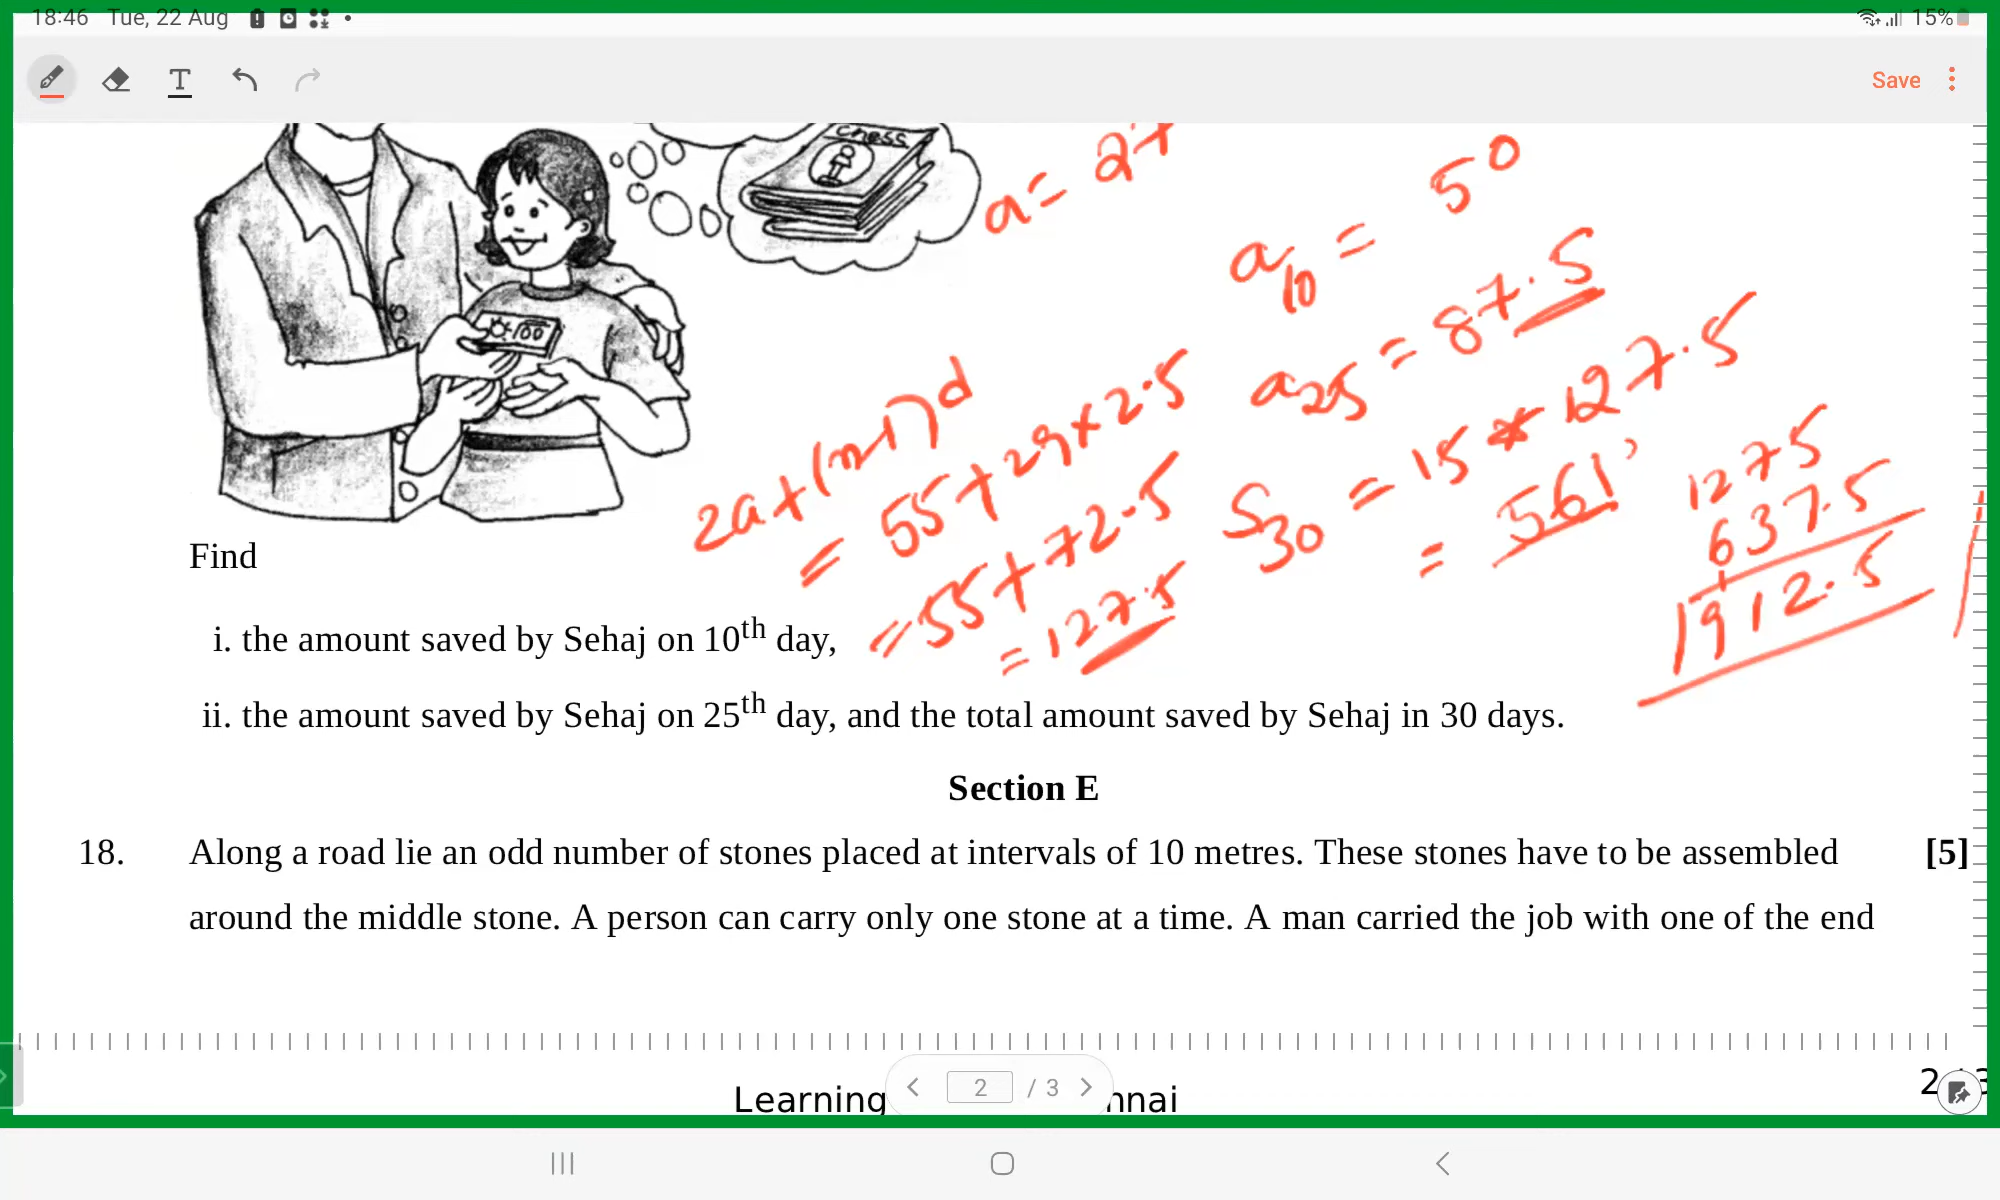 18:46 Tue, 22 Aug
15%
T
Save
Chess
100
a = 27
a10 = 50
a25 = 87.5
2a+(n-1)d
= 55+29×2.5
= 55+72.5
= 127.5
S30 = 15 * 127.5
= 561
1275
637.5
1912.5
Find
i. the amount saved by Sehaj on 10th day,
ii. the amount saved by Sehaj on 25th day, and the total amount saved by Sehaj in 30 days.
Section E
18. Along a road lie an odd number of stones placed at intervals of 10 metres. These stones have to be assembled [5]
around the middle stone. A person can carry only one stone at a time. A man carried the job with one of the end
Learning
nnai
2 / 3